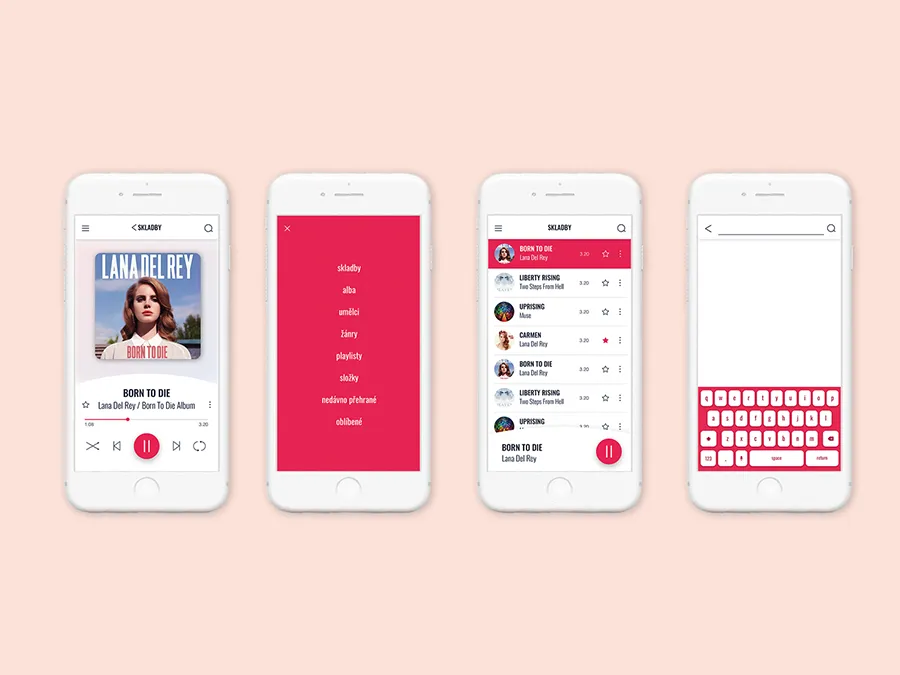 SKLADBY
LANA DEL REY
BORN TO DIE
BORN TO DIE
Lana Del Rey / Born To Die Album
1:08
3.20
skladby
alba
umělci
žánry
playlisty
složky
nedávno přehrané
oblíbené
SKLADBY
BORN TO DIE
Lana Del Rey
3.20
LIBERTY RISING
Two Steps From Hell
3.20
UPRISING
Muse
3.20
CARMEN
Lana Del Rey
3.20
BORN TO DIE
Lana Del Rey
3.20
LIBERTY RISING
Two Steps From Hell
3.20
UPRISING
3.20
BORN TO DIE
Lana Del Rey
q w e r t y u i o p
a s d f g h j k l
z x c v b n m
123 , space return